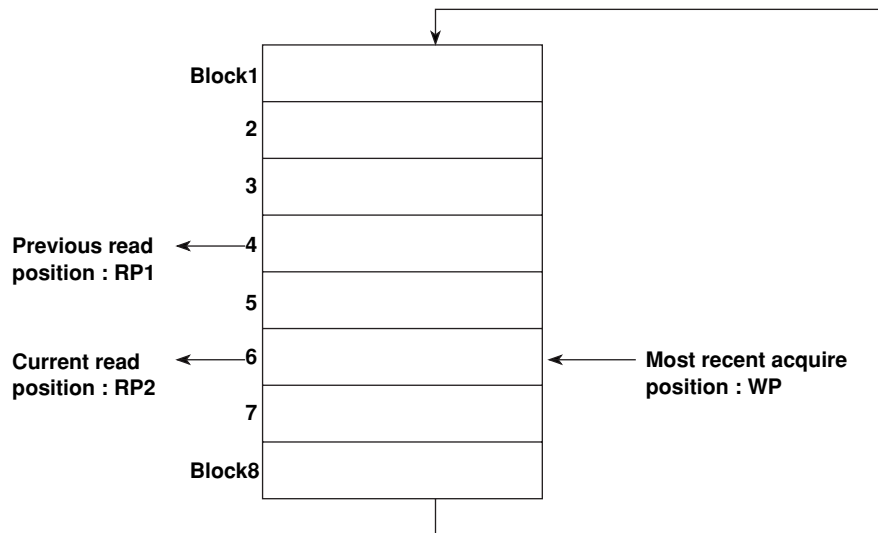 Block1
2
3
Previous read
position : RP1
4
5
Current read
position : RP2
6
Most recent acquire
position : WP
7
Block8